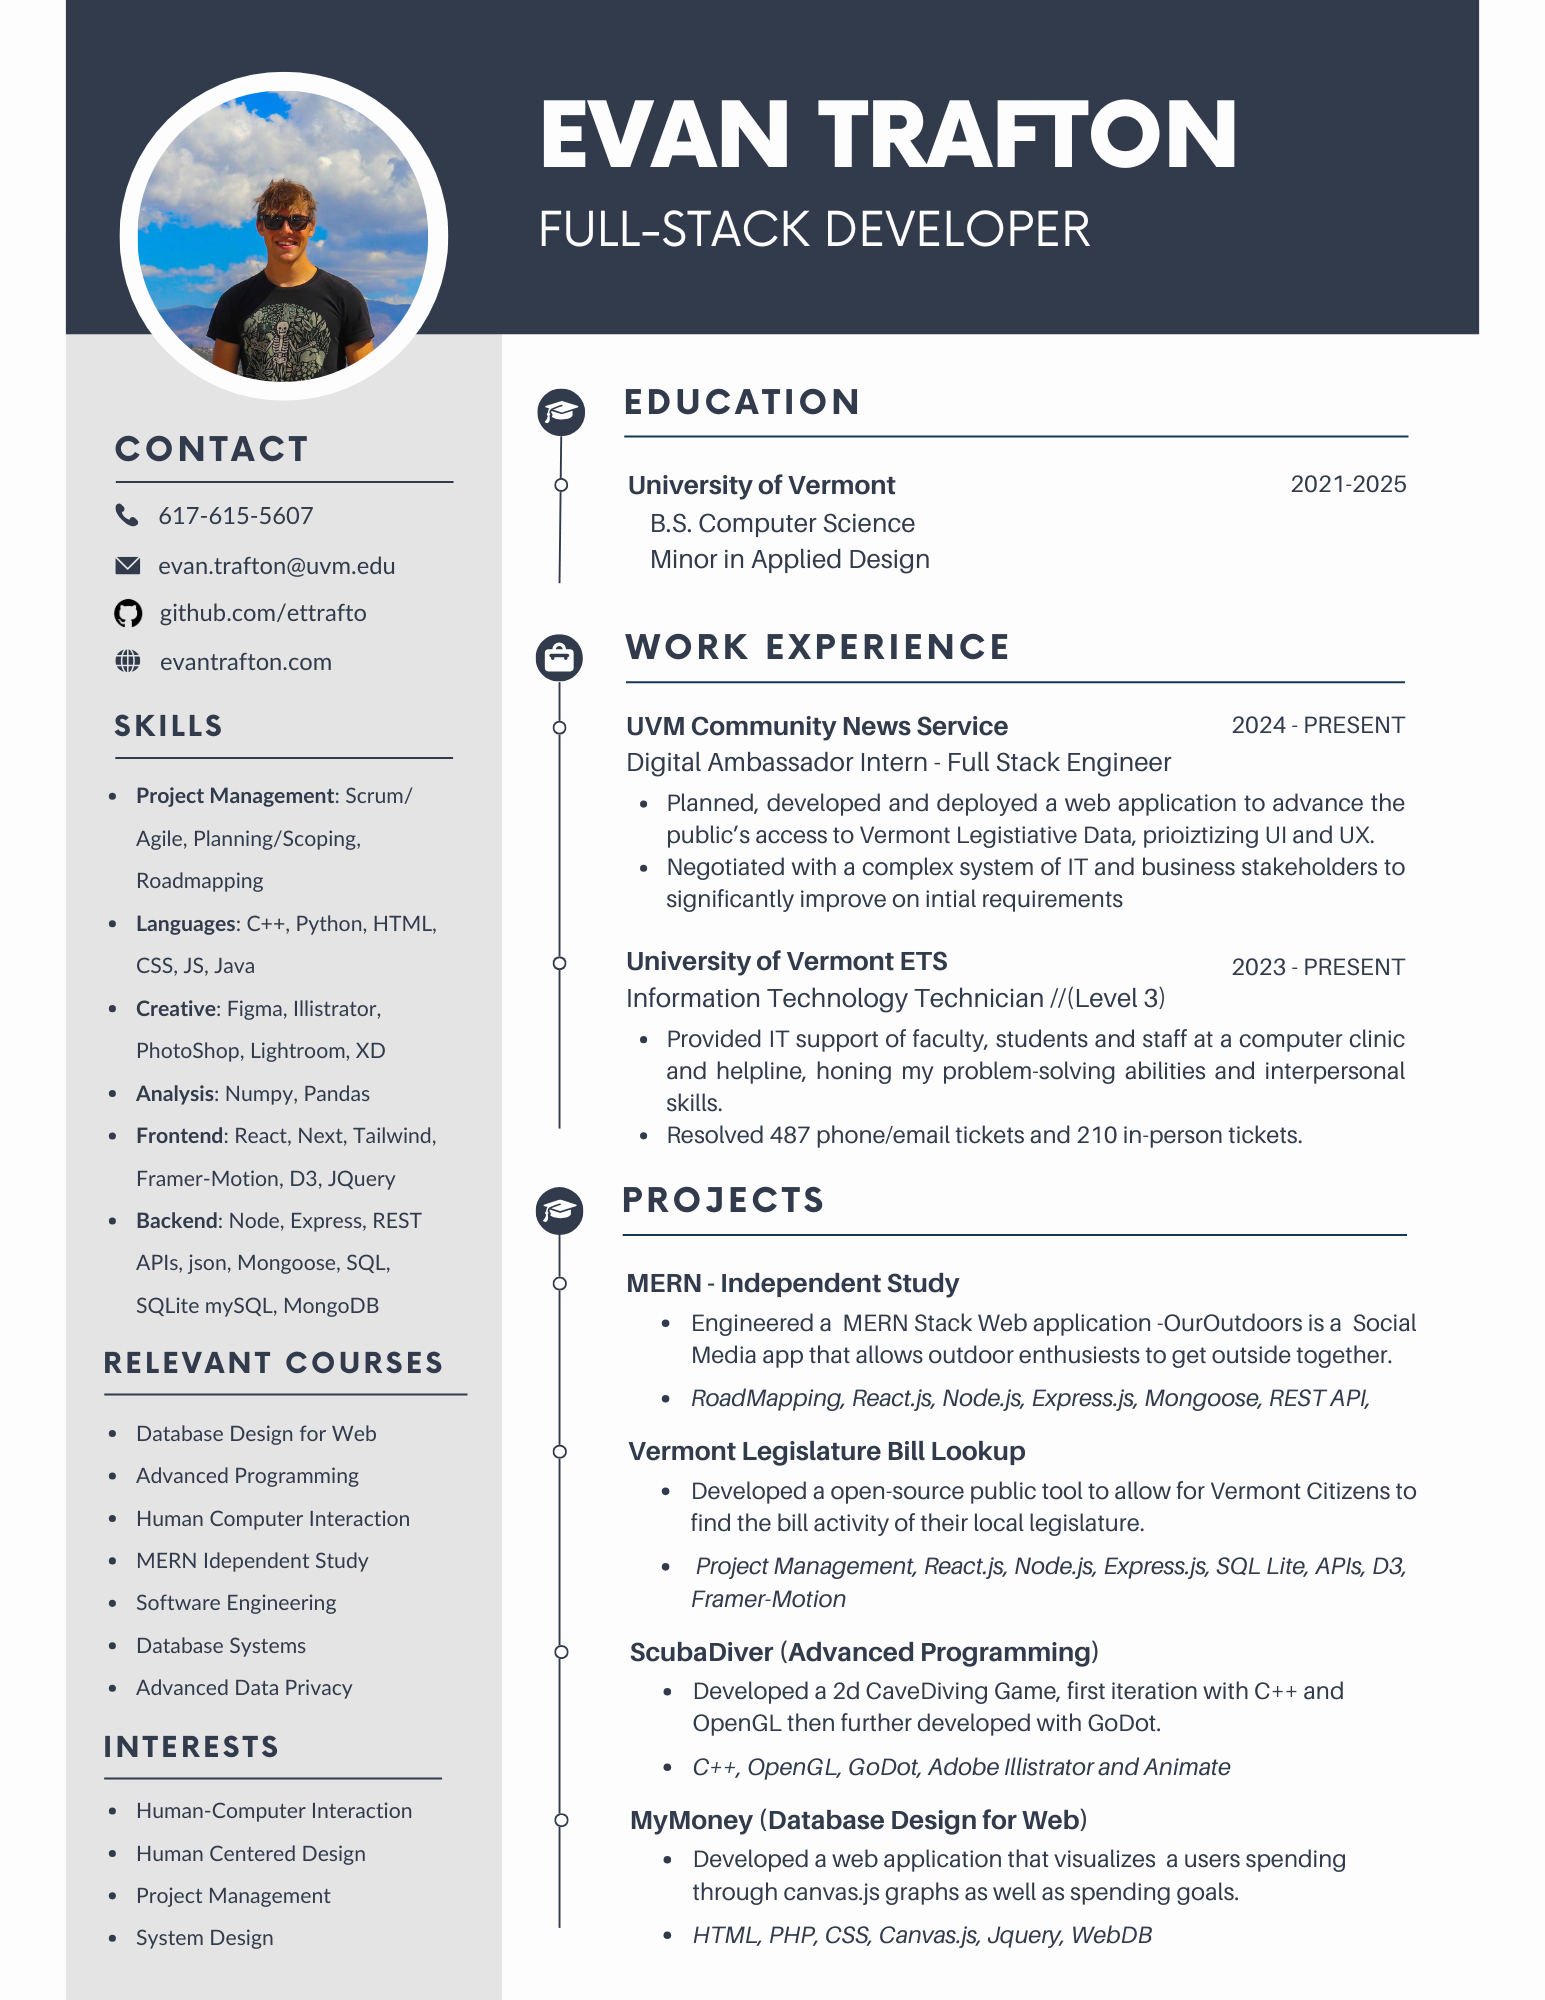 EVAN TRAFTON
FULL-STACK DEVELOPER
CONTACT
617-615-5607
evan.trafton@uvm.edu
github.com/ettrafto
evantrafton.com
SKILLS
• Project Management: Scrum/
Agile, Planning/Scoping,
Roadmapping
• Languages: C++, Python, HTML,
CSS, JS, Java
• Creative: Figma, Illistrator,
PhotoShop, Lightroom, XD
• Analysis: Numpy, Pandas
• Frontend: React, Next, Tailwind,
Framer-Motion, D3, JQuery
• Backend: Node, Express, REST
APIs, json, Mongoose, SQL,
SQLite mySQL, MongoDB
RELEVANT COURSES
• Database Design for Web
• Advanced Programming
• Human Computer Interaction
• MERN Idependent Study
• Software Engineering
• Database Systems
• Advanced Data Privacy
INTERESTS
• Human-Computer Interaction
• Human Centered Design
• Project Management
• System Design
EDUCATION
University of Vermont 2021-2025
B.S. Computer Science
Minor in Applied Design
WORK EXPERIENCE
UVM Community News Service 2024 - PRESENT
Digital Ambassador Intern - Full Stack Engineer
• Planned, developed and deployed a web application to advance the
public’s access to Vermont Legistiative Data, prioiztizing UI and UX.
• Negotiated with a complex system of IT and business stakeholders to
significantly improve on intial requirements
University of Vermont ETS 2023 - PRESENT
Information Technology Technician //(Level 3)
• Provided IT support of faculty, students and staff at a computer clinic
and helpline, honing my problem-solving abilities and interpersonal
skills.
• Resolved 487 phone/email tickets and 210 in-person tickets.
PROJECTS
MERN - Independent Study
• Engineered a MERN Stack Web application -OurOutdoors is a Social
Media app that allows outdoor enthusiests to get outside together.
• RoadMapping, React.js, Node.js, Express.js, Mongoose, REST API,
Vermont Legislature Bill Lookup
• Developed a open-source public tool to allow for Vermont Citizens to
find the bill activity of their local legislature.
• Project Management, React.js, Node.js, Express.js, SQL Lite, APIs, D3,
Framer-Motion
ScubaDiver (Advanced Programming)
• Developed a 2d CaveDiving Game, first iteration with C++ and
OpenGL then further developed with GoDot.
• C++, OpenGL, GoDot, Adobe Illistrator and Animate
MyMoney (Database Design for Web)
• Developed a web application that visualizes a users spending
through canvas.js graphs as well as spending goals.
• HTML, PHP, CSS, Canvas.js, Jquery, WebDB